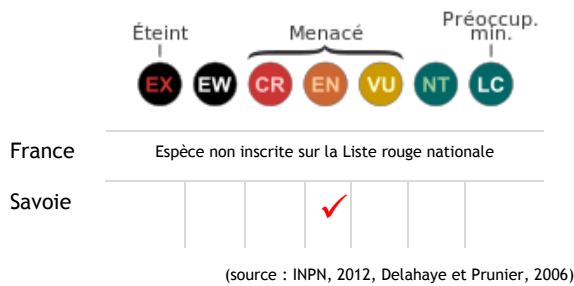 Éteint Menacé Préoccup. min.
EX EW CR EN VU NT LC
France Espèce non inscrite sur la Liste rouge nationale
Savoie
(source : INPN, 2012, Delahaye et Prunier, 2006)